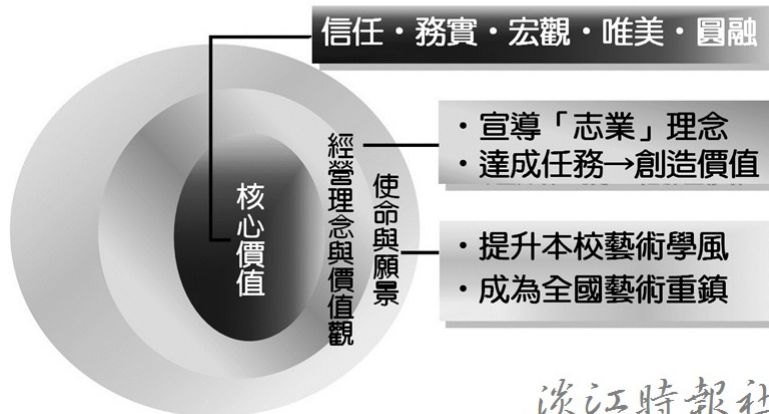 信任・務實・宏觀・唯美・圓融
・宣導「志業」理念
・達成任務→創造價值
・提升本校藝術學風
・成為全國藝術重鎮
核心價值
經營理念與價值觀
使命與願景
淡江時報社